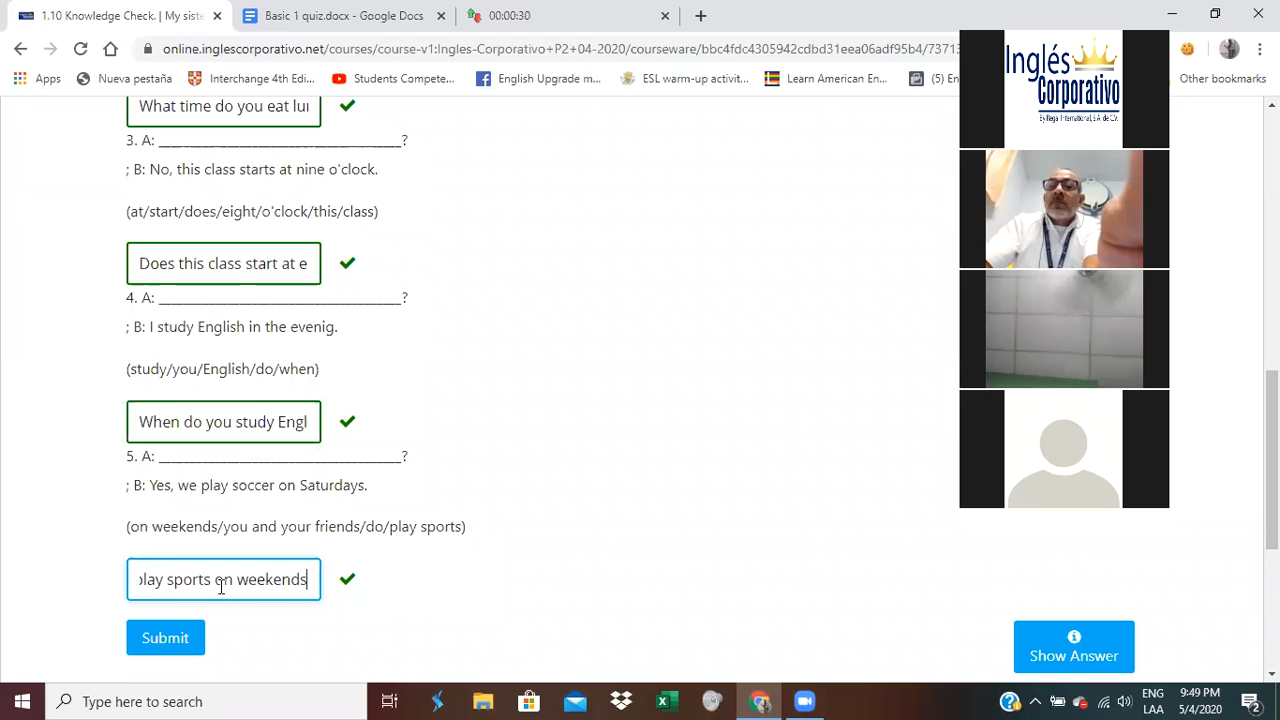 1.10 Knowledge Check. | My siste
Basic 1 quiz.docx - Google Docs
00:00:30
online.inglescorporativo.net/courses/course-v1:Ingles-Corporativo+P2+04-2020/courseware/bbc4fdc4305942cdbd31eea06adf95b4/73713
Apps
Nueva pestaña
Interchange 4th Edi...
Students Compete...
English Upgrade m...
ESL warm-up activit...
Learn American En...
(5) En
Other bookmarks
Inglés
Corporativo
What time do you eat lu
3. A: ________________________________?
; B: No, this class starts at nine o'clock.
(at/start/does/eight/o'clock/this/class)
Does this class start at e
4. A: ________________________________?
; B: I study English in the evenig.
(study/you/English/do/when)
When do you study Engl
5. A: ________________________________?
; B: Yes, we play soccer on Saturdays.
(on weekends/you and your friends/do/play sports)
play sports on weekends
Submit
Show Answer
Type here to search
ENG
LAA
9:49 PM
5/4/2020
2